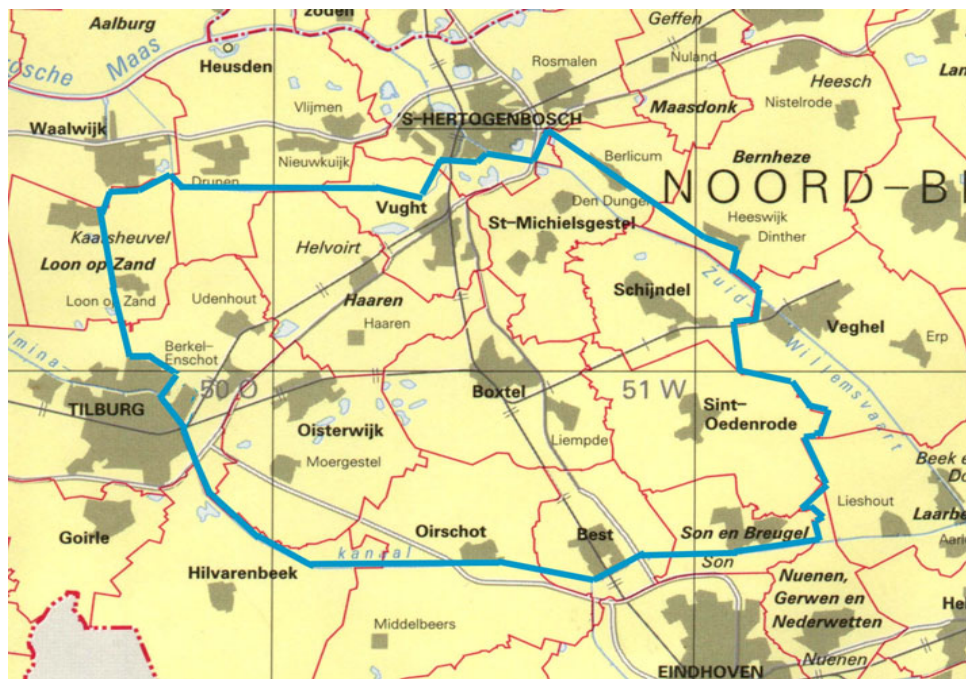 zoden
Aalburg
Geffen
Maas
Heusden
Rosmalen
Nuland
Heesch
Vlijmen
Maasdonk
Nistelrode
Waalwijk
S-HERTOGENBOSCH
Nieuwkuijk
Berlicum
Bernheze
Drunen
Den Dungen
NOORD-B
Vught
St-Michielsgestel
Heeswijk
Dinther
Kaatsheuvel
Helvoirt
Loon op Zand
Loon op Zand
Udenhout
Haaren
Schijndel
Zuid-Willemsvaart
Haaren
Veghel
Erp
Berkel-
Enschot
50 O
51 W
Boxtel
TILBURG
Sint-
Oedenrode
Oisterwijk
Liempde
Moergestel
Lieshout
Oirschot
Best
Son en Breugel
Goirle
kanaal
Son
Hilvarenbeek
Nuenen,
Gerwen en
Nederwetten
Middelbeers
Nuenen
EINDHOVEN